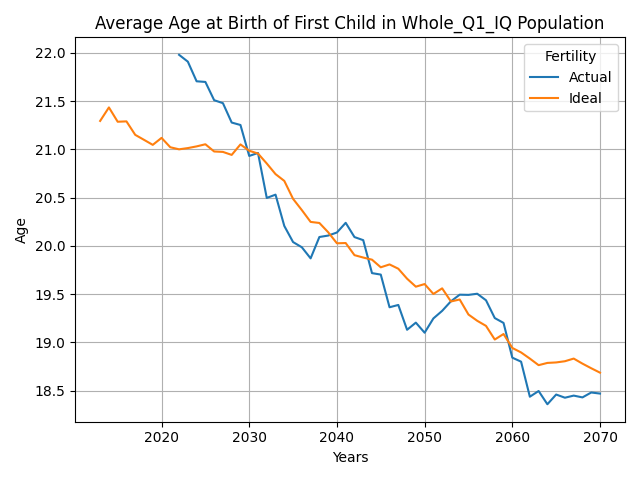 Average Age at Birth of First Child in Whole_Q1_IQ Population
Fertility
Actual
Ideal
22.0
21.5
21.0
20.5
20.0
19.5
19.0
18.5
Age
2020 2030 2040 2050 2060 2070
Years